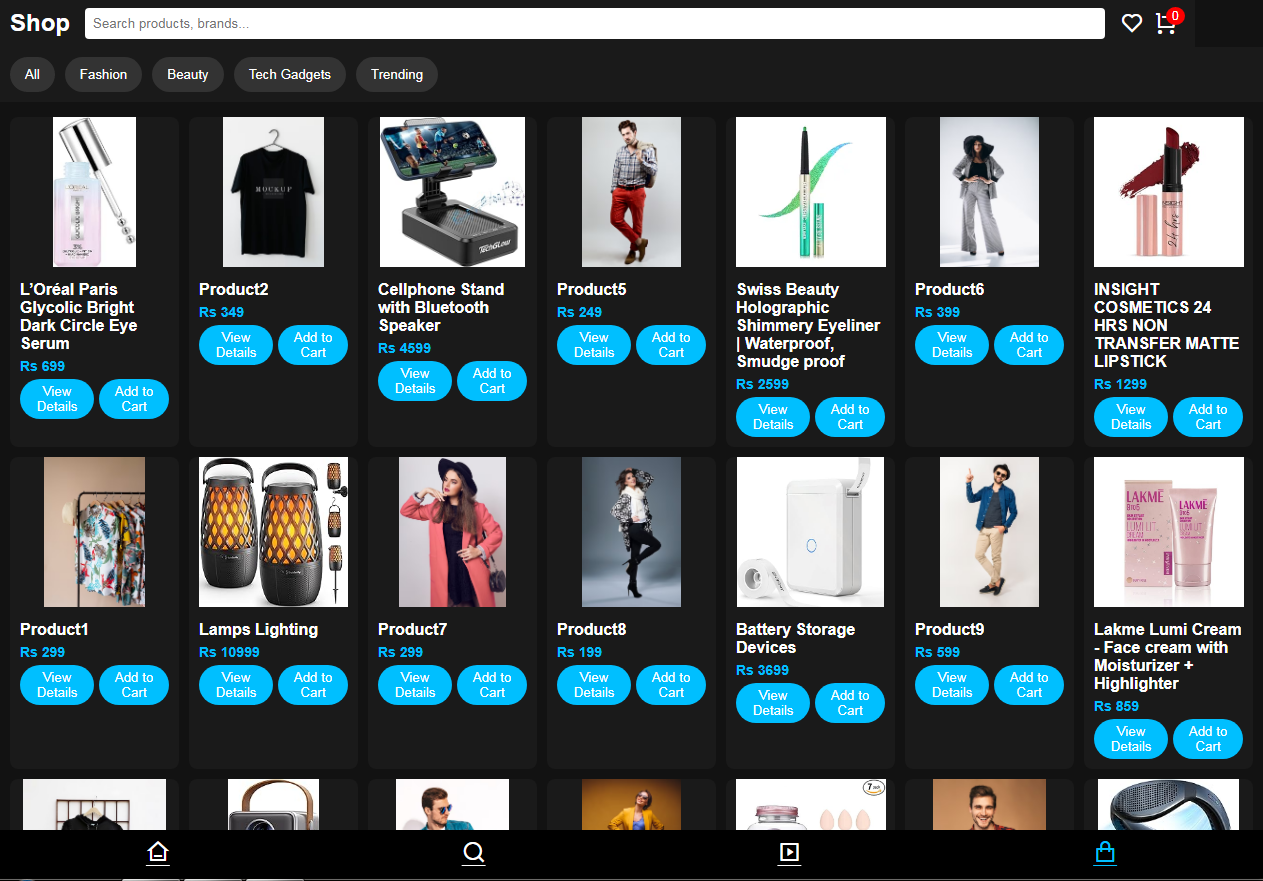 Shop
Search products, brands...
0
All
Fashion
Beauty
Tech Gadgets
Trending
MOCKUP
TECHGLOW
INSIGHT
24 hrs
L’Oréal Paris
Glycolic Bright
Dark Circle Eye
Serum
Rs 699
View
Details
Add to
Cart
Product2
Rs 349
View
Details
Add to
Cart
Cellphone Stand
with Bluetooth
Speaker
Rs 4599
View
Details
Add to
Cart
Product5
Rs 249
View
Details
Add to
Cart
Swiss Beauty
Holographic
Shimmery Eyeliner
| Waterproof,
Smudge proof
Rs 2599
View
Details
Add to
Cart
Product6
Rs 399
View
Details
Add to
Cart
INSIGHT
COSMETICS 24
HRS NON
TRANSFER MATTE
LIPSTICK
Rs 1299
View
Details
Add to
Cart
LAKMĒ
LAKMĒ
Product1
Rs 299
View
Details
Add to
Cart
Lamps Lighting
Rs 10999
View
Details
Add to
Cart
Product7
Rs 299
View
Details
Add to
Cart
Product8
Rs 199
View
Details
Add to
Cart
Battery Storage
Devices
Rs 3699
View
Details
Add to
Cart
Product9
Rs 599
View
Details
Add to
Cart
Lakme Lumi Cream
- Face cream with
Moisturizer +
Highlighter
Rs 859
View
Details
Add to
Cart
7